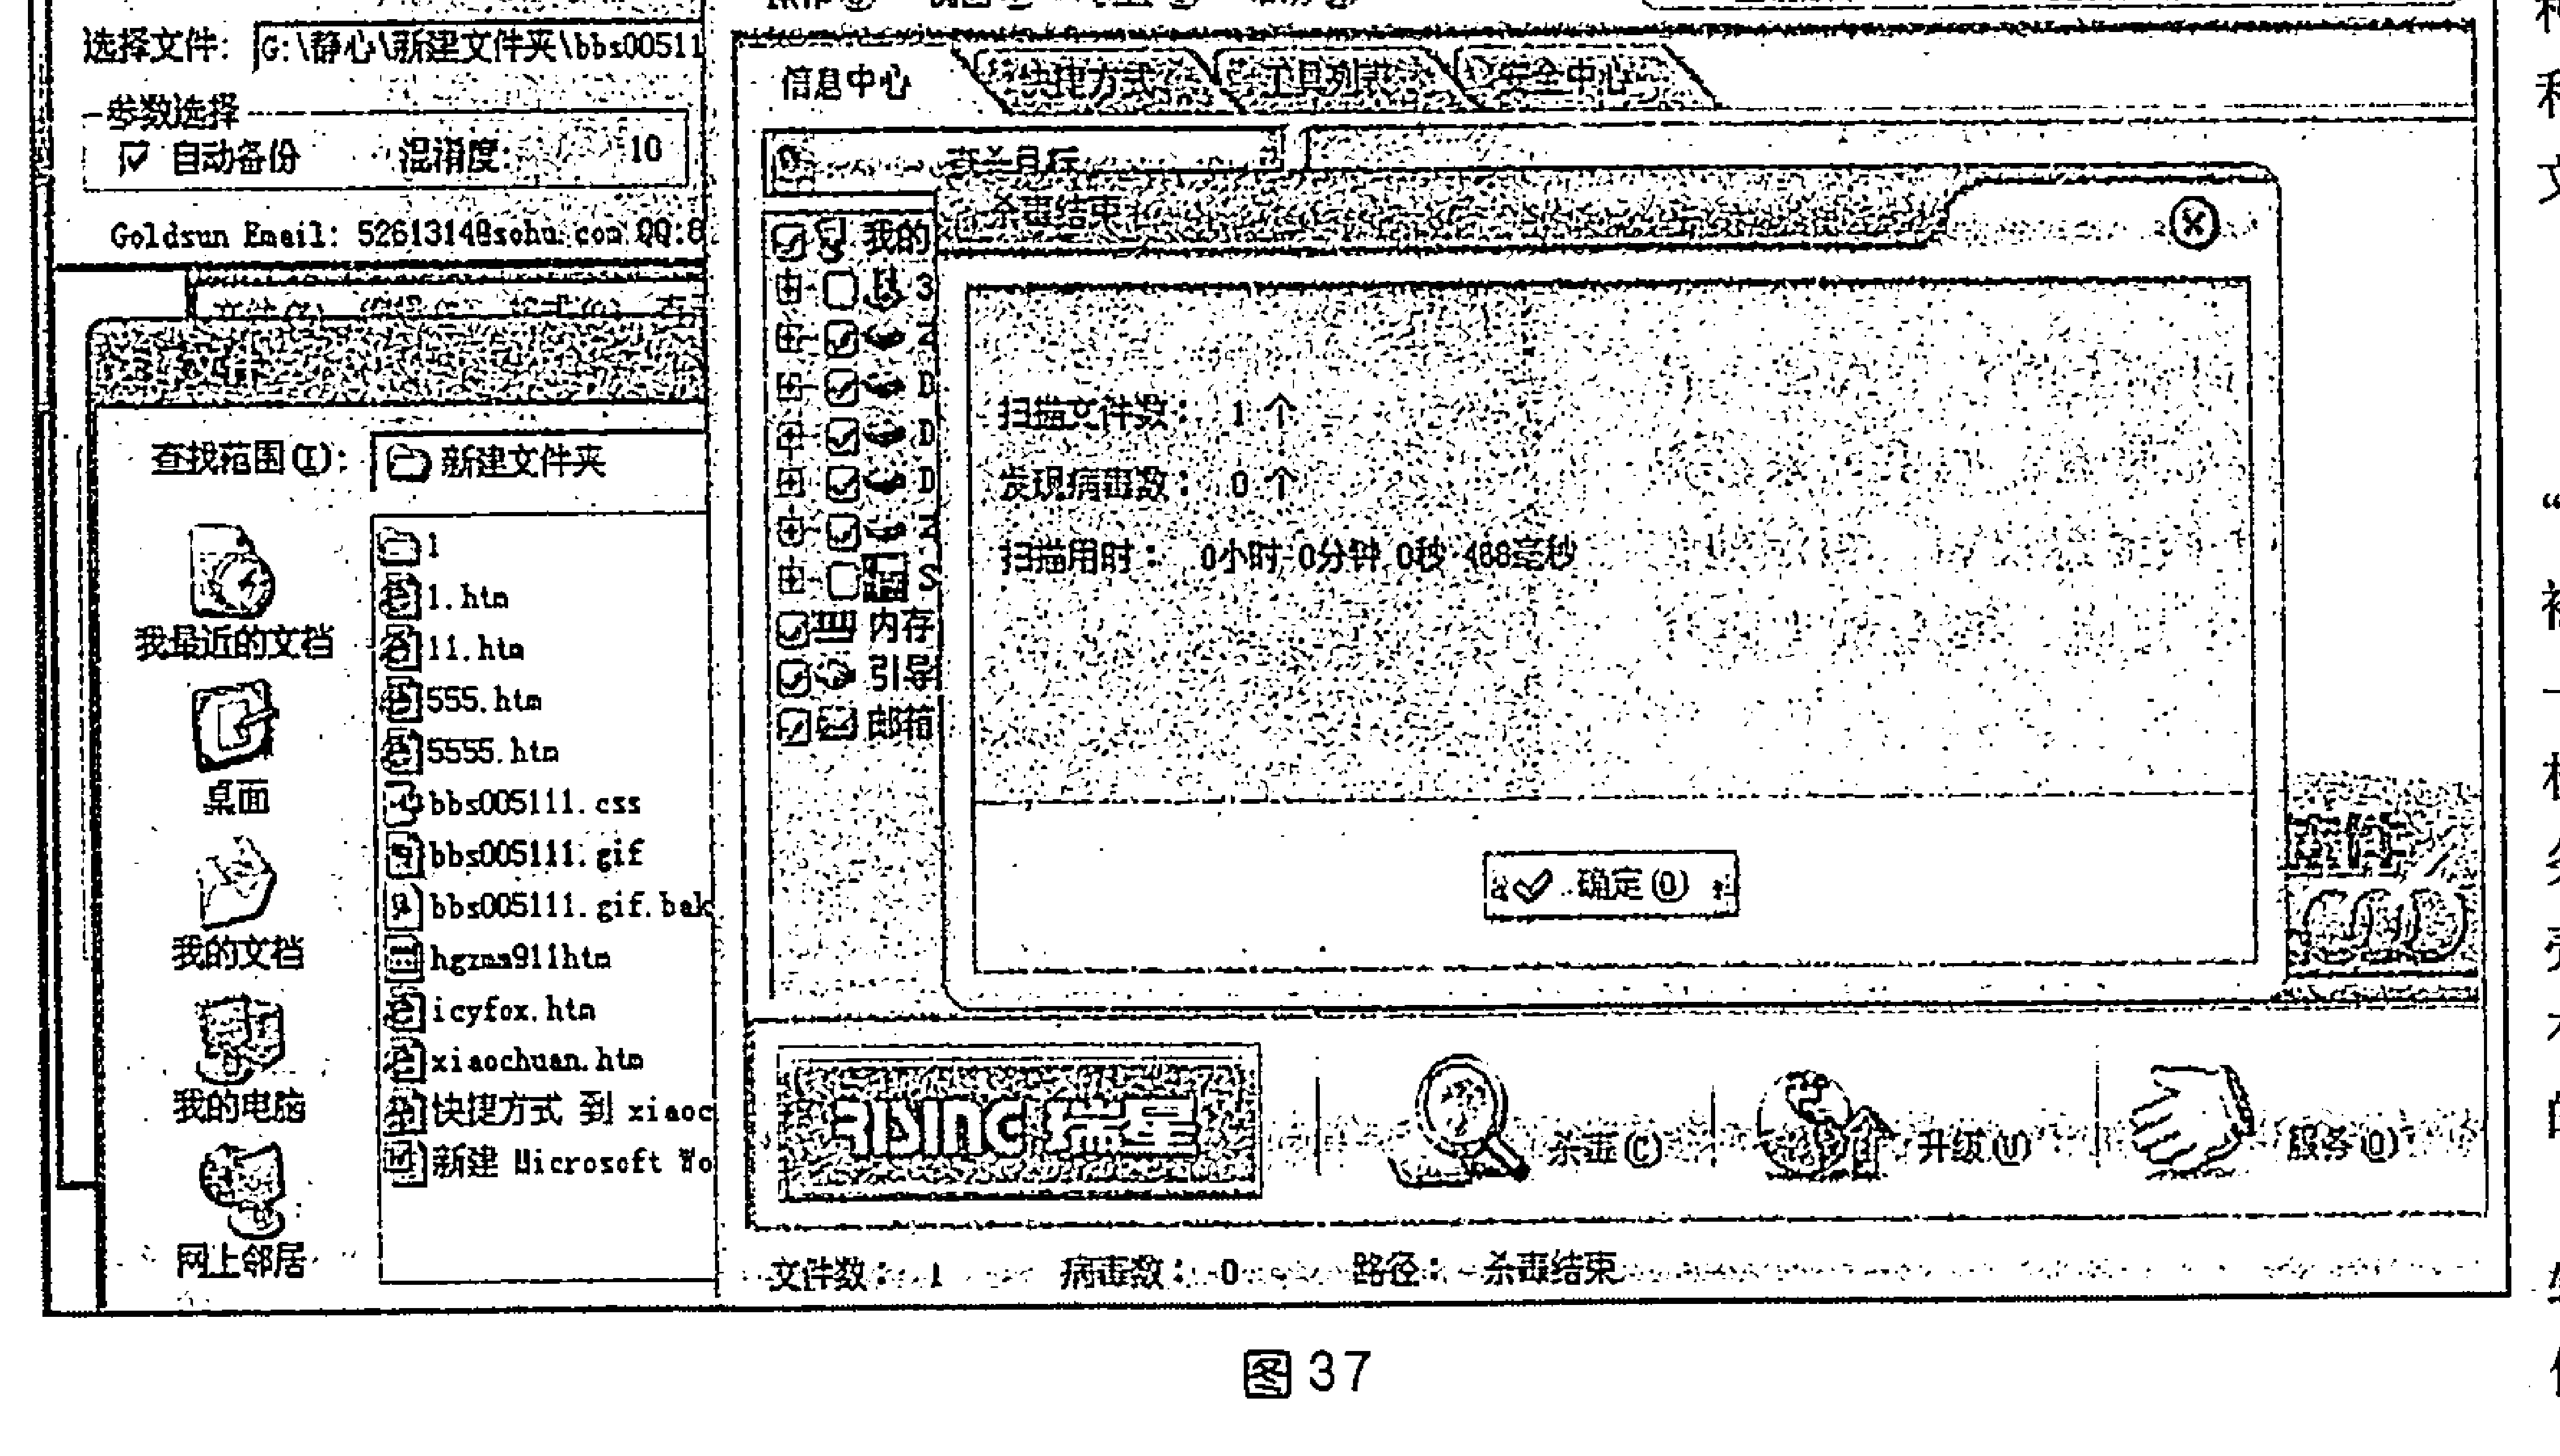 选择文件: G:\静心\新建文件夹\bbs00511
参数选择
自动备份 混淆度: 10
Goldsun Email: 5261314@sohu.com QQ:8
查找范围(I): 新建文件夹
1
1.htm
11.htm
555.htm
5555.htm
bbs005111.css
bbs005111.gif
bbs005111.gif.bak
hgzmm911htm
icyfox.htm
xiaochuan.htm
快捷方式 到 xiaoc
新建 Microsoft Wo
我最近的文档
桌面
我的文档
我的电脑
网上邻居
信息中心 快捷方式 工具列表 安全中心
查杀目标
我的
内存
引导
邮箱
杀毒结束
扫描文件数: 1 个
发现病毒数: 0 个
扫描用时: 0小时 0分钟 0秒 488毫秒
确定(O)
RISING 瑞星
杀毒(C)
升级(U)
服务(O)
文件数: 1 病毒数: 0 路径: 杀毒结束
图 37